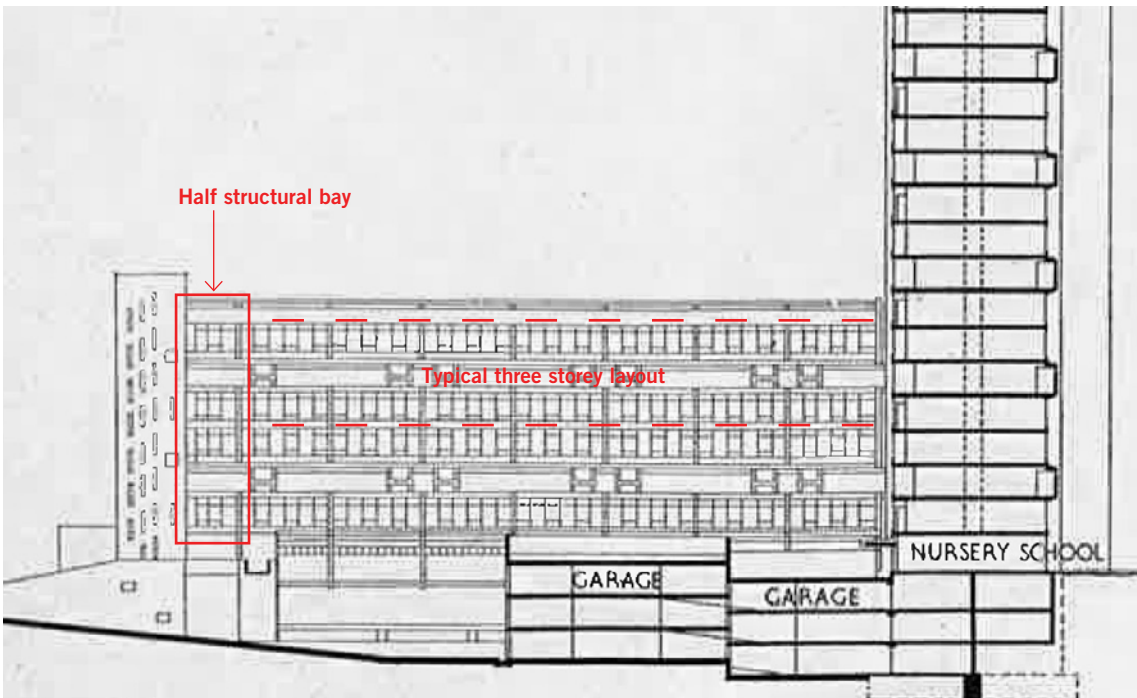 Half structural bay
Typical three storey layout
NURSERY SCHOOL
GARAGE
GARAGE